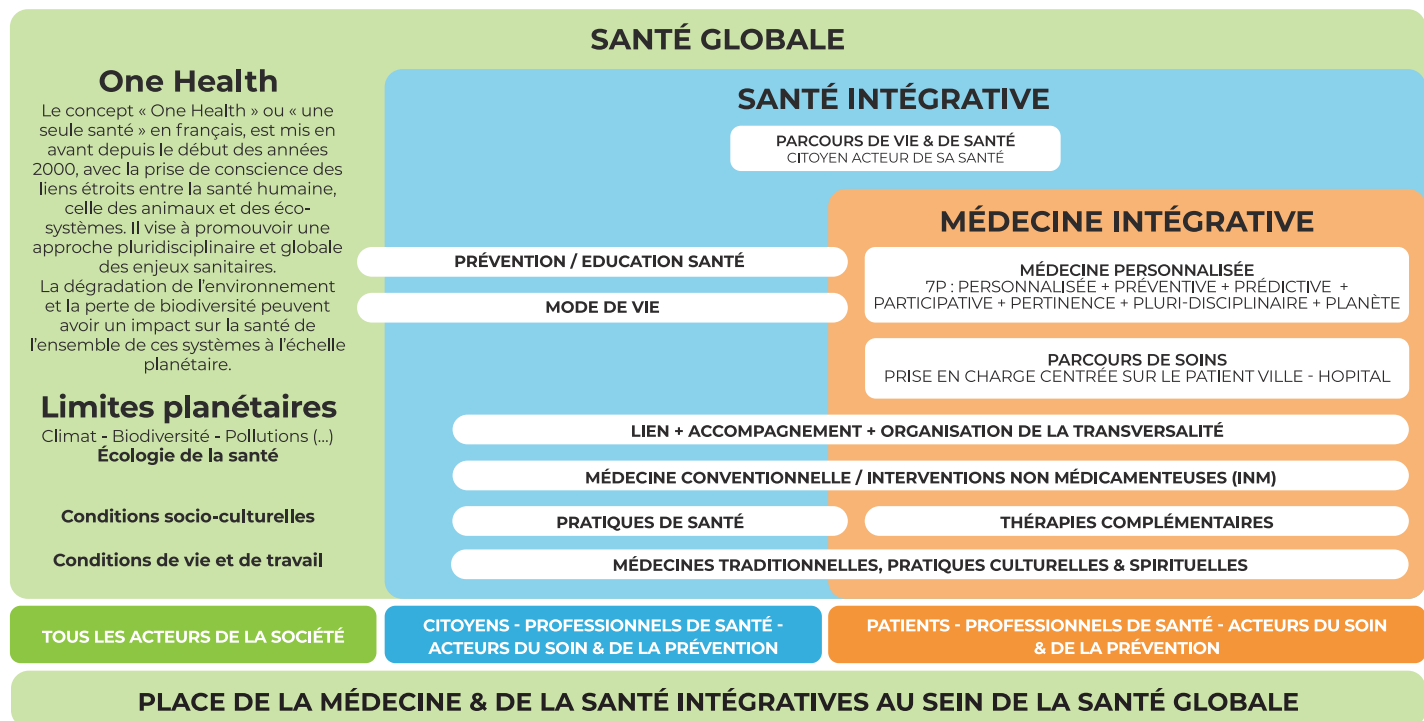 SANTÉ GLOBALE
One Health
Le concept « One Health » ou « une
seule santé » en français, est mis en
avant depuis le début des années
2000, avec la prise de conscience des
liens étroits entre la santé humaine,
celle des animaux et des éco-
systèmes. Il vise à promouvoir une
approche pluridisciplinaire et globale
des enjeux sanitaires.
La dégradation de l'environnement
et la perte de biodiversité peuvent
avoir un impact sur la santé de
l'ensemble de ces systèmes à l'échelle
planétaire.
Limites planétaires
Climat - Biodiversité - Pollutions (...)
Écologie de la santé
Conditions socio-culturelles
Conditions de vie et de travail
SANTÉ INTÉGRATIVE
PARCOURS DE VIE & DE SANTÉ
CITOYEN ACTEUR DE SA SANTÉ
PRÉVENTION / EDUCATION SANTÉ
MODE DE VIE
MÉDECINE INTÉGRATIVE
MÉDECINE PERSONNALISÉE
7P : PERSONNALISÉE + PRÉVENTIVE + PRÉDICTIVE +
PARTICIPATIVE + PERTINENCE + PLURI-DISCIPLINAIRE + PLANÈTE
PARCOURS DE SOINS
PRISE EN CHARGE CENTRÉE SUR LE PATIENT VILLE - HOPITAL
LIEN + ACCOMPAGNEMENT + ORGANISATION DE LA TRANSVERSALITÉ
MÉDECINE CONVENTIONNELLE / INTERVENTIONS NON MÉDICAMENTEUSES (INM)
PRATIQUES DE SANTÉ
THÉRAPIES COMPLÉMENTAIRES
MÉDECINES TRADITIONNELLES, PRATIQUES CULTURELLES & SPIRITUELLES
TOUS LES ACTEURS DE LA SOCIÉTÉ
CITOYENS - PROFESSIONNELS DE SANTÉ -
ACTEURS DU SOIN & DE LA PRÉVENTION
PATIENTS - PROFESSIONNELS DE SANTÉ - ACTEURS DU SOIN
& DE LA PRÉVENTION
PLACE DE LA MÉDECINE & DE LA SANTÉ INTÉGRATIVES AU SEIN DE LA SANTÉ GLOBALE